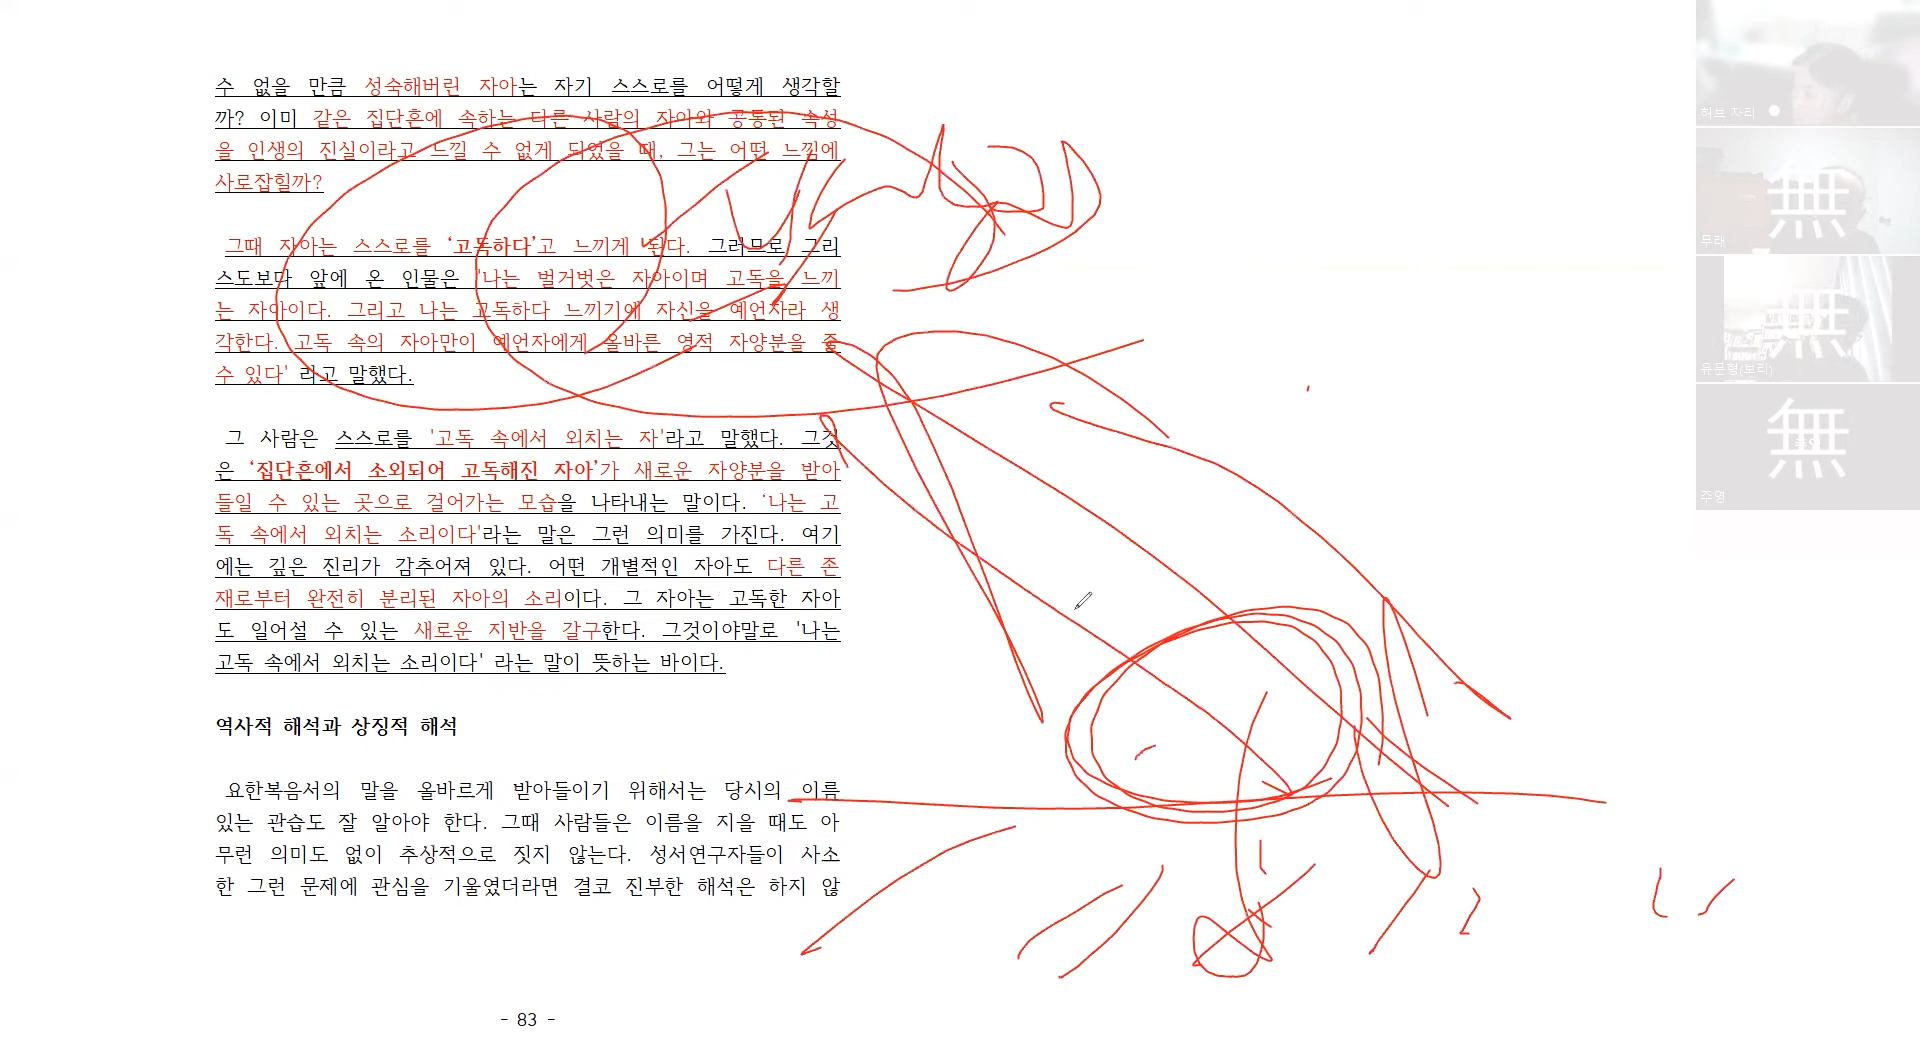 수 없을 만큼 성숙해버린 자아는 자기 스스로를 어떻게 생각할
까? 이미 같은 집단혼에 속하는 다른 사람의 자아와 공통된 속성
을 인생의 진실이라고 느낄 수 없게 되었을 때, 그는 어떤 느낌에
사로잡힐까?
그때 자아는 스스로를 ‘고독하다’고 느끼게 된다. 그러므로 그리
스도보다 앞에 온 인물은 '나는 벌거벗은 자아이며 고독을 느끼
는 자아이다. 그리고 나는 고독하다 느끼기에 자신을 예언자라 생
각한다. 고독 속의 자아만이 예언자에게 올바른 영적 자양분을 줄
수 있다' 라고 말했다.
그 사람은 스스로를 '고독 속에서 외치는 자'라고 말했다. 그것
은 ‘집단혼에서 소외되어 고독해진 자아’가 새로운 자양분을 받아
들일 수 있는 곳으로 걸어가는 모습을 나타내는 말이다. ‘나는 고
독 속에서 외치는 소리이다'라는 말은 그런 의미를 가진다. 여기
에는 깊은 진리가 감추어져 있다. 어떤 개별적인 자아도 다른 존
재로부터 완전히 분리된 자아의 소리이다. 그 자아는 고독한 자아
도 일어설 수 있는 새로운 지반을 갈구한다. 그것이야말로 '나는
고독 속에서 외치는 소리이다' 라는 말이 뜻하는 바이다.
역사적 해석과 상징적 해석
요한복음서의 말을 올바르게 받아들이기 위해서는 당시의 이름
있는 관습도 잘 알아야 한다. 그때 사람들은 이름을 지을 때도 아
무런 의미도 없이 추상적으로 짓지 않는다. 성서연구자들이 사소
한 그런 문제에 관심을 기울였더라면 결코 진부한 해석은 하지 않
- 83 -
허브 자리
無
무래
無
유문형(보리)
無
주영